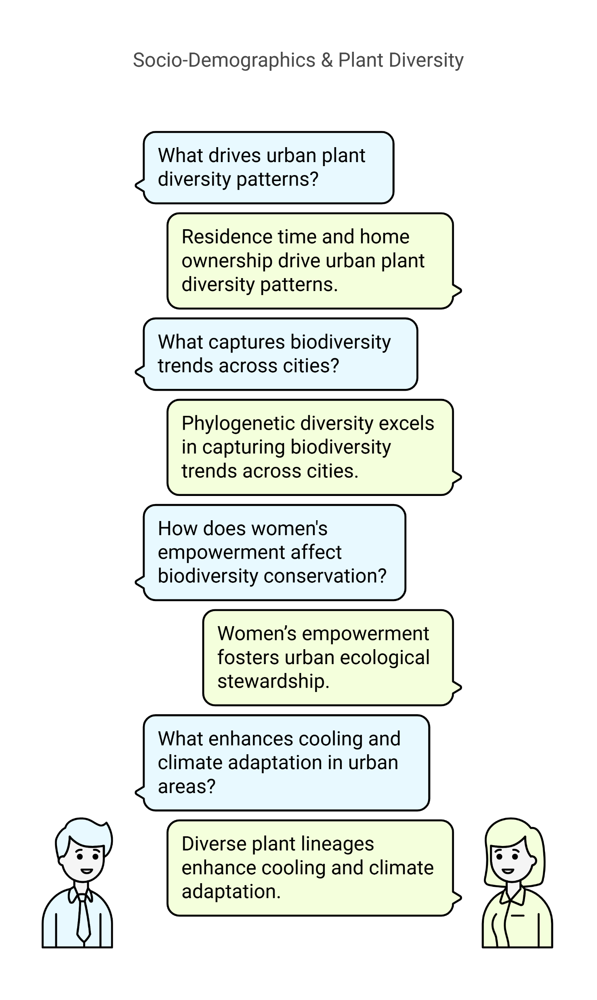 Socio-Demographics & Plant Diversity
What drives urban plant
diversity patterns?
Residence time and home
ownership drive urban plant
diversity patterns.
What captures biodiversity
trends across cities?
Phylogenetic diversity excels
in capturing biodiversity
trends across cities.
How does women's
empowerment affect
biodiversity conservation?
Women’s empowerment
fosters urban ecological
stewardship.
What enhances cooling and
climate adaptation in urban
areas?
Diverse plant lineages
enhance cooling and climate
adaptation.